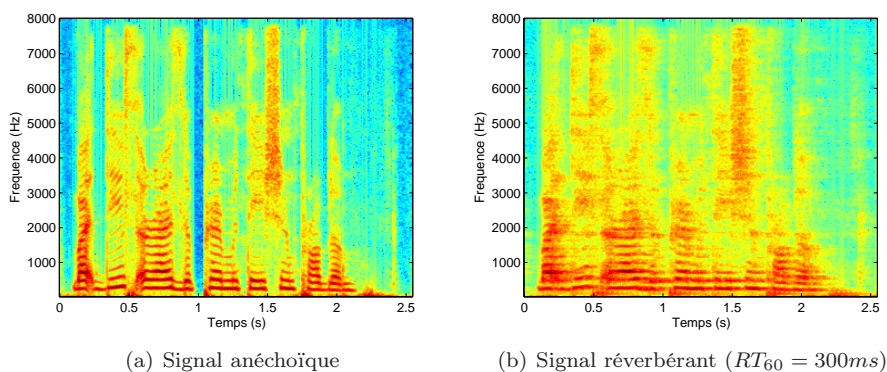 8000
7000
6000
5000
4000
3000
2000
1000
Frequence (Hz)
0 0.5 1 1.5 2 2.5
Temps (s)
(a) Signal anéchoïque
8000
7000
6000
5000
4000
3000
2000
1000
Frequence (Hz)
0 0.5 1 1.5 2 2.5
Temps (s)
(b) Signal réverbérant (RT60 = 300ms)